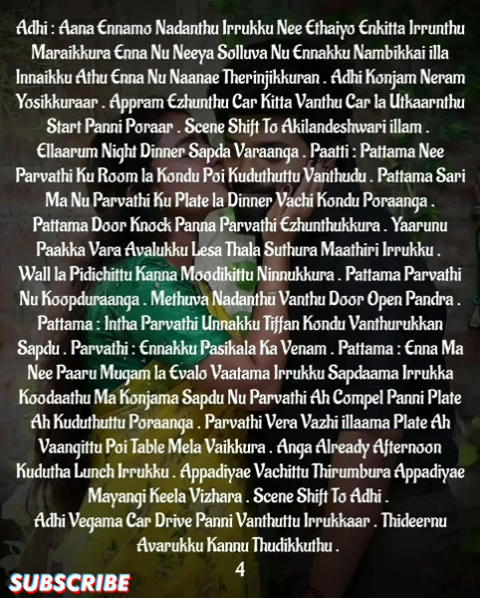 Adhi : Aana Ennamo Nadanthu Irrukku Nee Ethaiyo Enkitta Irrunthu
Maraikkura Enna Nu Neeya Solluva Nu Ennakku Nambikkai illa
Innaikku Athu Enna Nu Naanae Therinjikkuran . Adhi Konjam Neram
Yosikkuraar . Appram Ezhunthu Car Kitta Vanthu Car la Utkaarnthu
Start Panni Poraar . Scene Shift To Akilandeshwari illam .
Ellaarum Night Dinner Sapda Varaanga . Paatti : Pattama Nee
Parvathi Ku Room la Kondu Poi Kuduthuttu Vanthudu . Pattama Sari
Ma Nu Parvathi Ku Plate la Dinner Vachi Kondu Poraanga .
Pattama Door Knock Panna Parvathi Ezhunthukkura . Yaarunu
Paakka Vara Avalukku Lesa Thala Suthura Maathiri Irrukku .
Wall la Pidichittu Kanna Moodikittu Ninnukkura . Pattama Parvathi
Nu Koopduraanga . Methuva Nadanthu Vanthu Door Open Pandra .
Pattama : Intha Parvathi Unnakku Tiffan Kondu Vanthurukkan
Sapdu . Parvathi : Ennakku Pasikala Ka Venam . Pattama : Enna Ma
Nee Paaru Mugam la Evalo Vaatama Irrukku Sapdaama Irrukka
Koodaathu Ma Konjama Sapdu Nu Parvathi Ah Compel Panni Plate
Ah Kuduthuttu Poraanga . Parvathi Vera Vazhi illaama Plate Ah
Vaangittu Poi Table Mela Vaikkura . Anga Already Afternoon
Kudutha Lunch Irrukku . Appadiyae Vachittu Thirumbura Appadiyae
Mayangi Keela Vizhara . Scene Shift To Adhi .
Adhi Vegama Car Drive Panni Vanthuttu Irrukkaar . Thideernu
Avarukku Kannu Thudikkuthu .
4
SUBSCRIBE